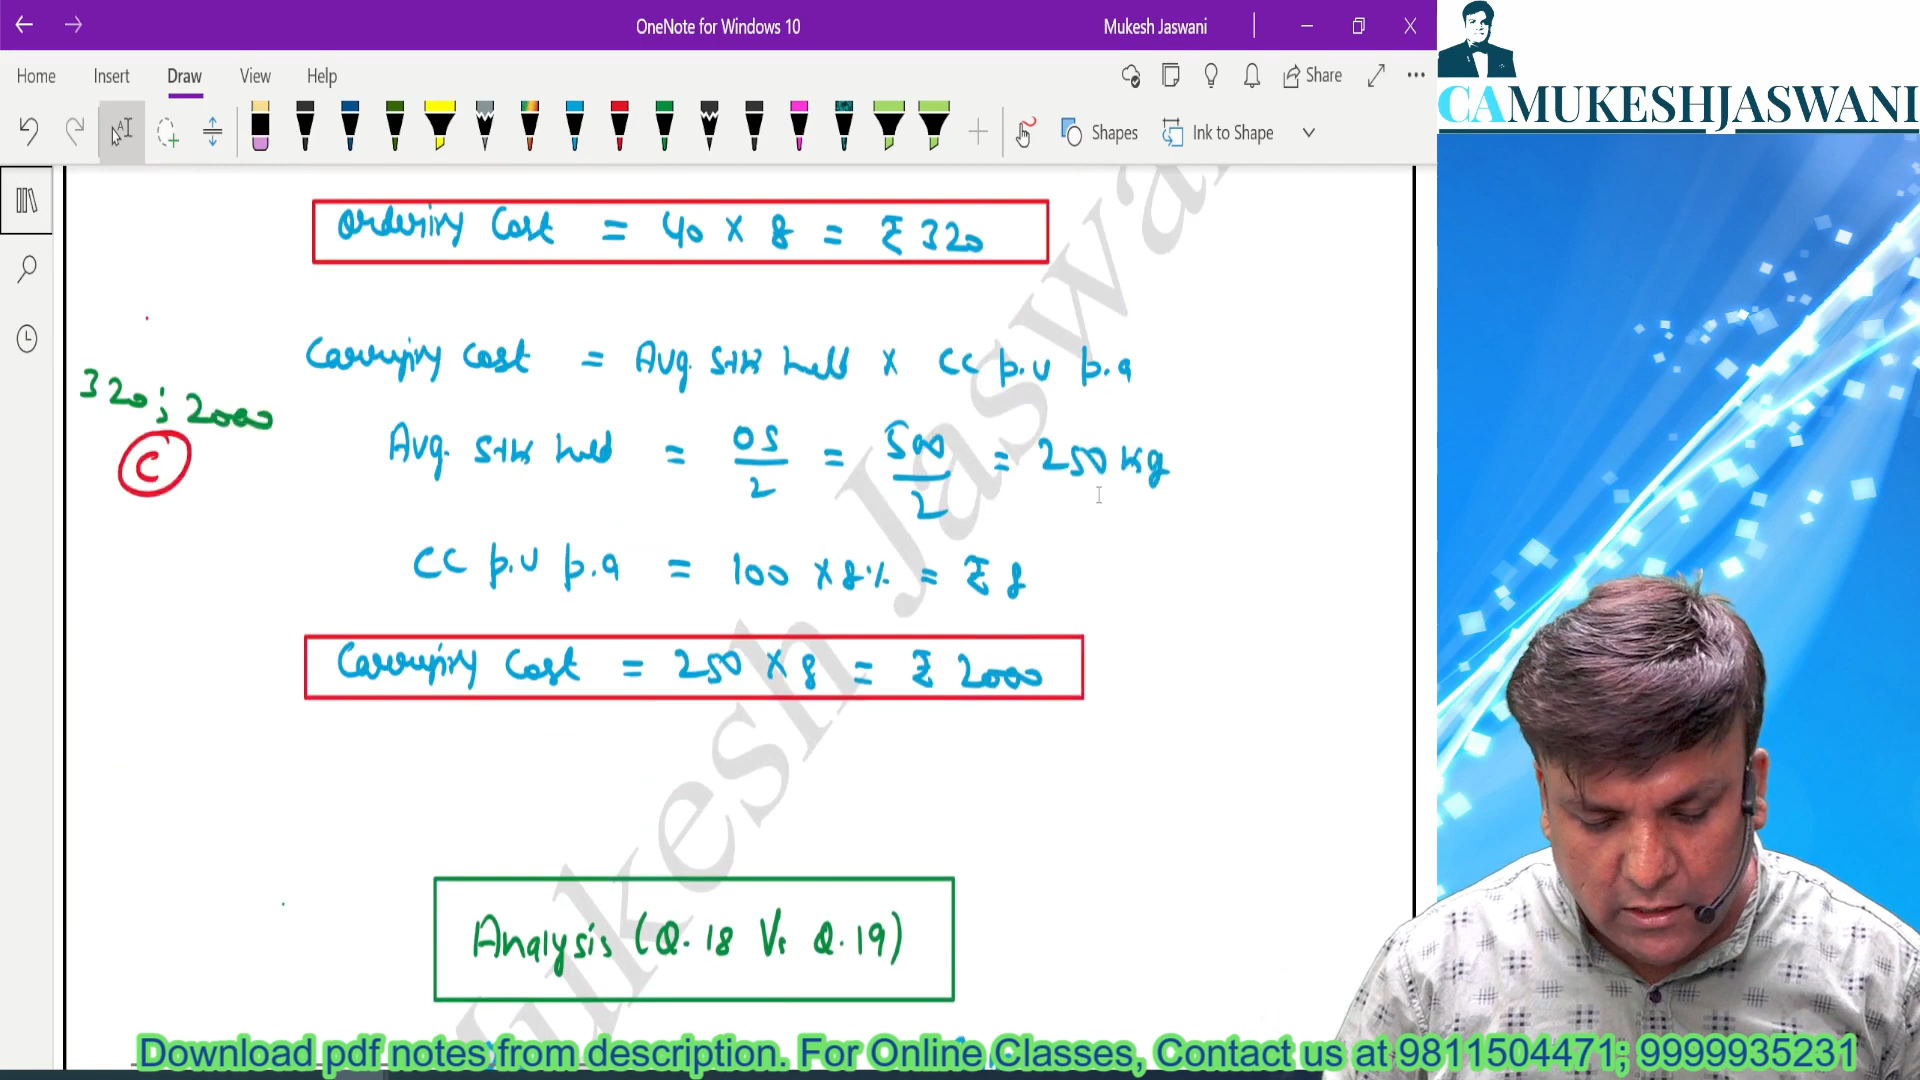 OneNote for Windows 10
Mukesh Jaswani
Home Insert Draw View Help
Share
Shapes
Ink to Shape
CAMUKESHJASWANI
Ordering Cost = 40 × 8 = ₹ 320
Carrying Cost = Avg. Stk held × CC p.u p.a
320; 2000
C
Avg. Stk held = OS/2 = 500/2 = 250 kg
CC p.u p.a = 100 × 8% = ₹ 8
Carrying Cost = 250 × 8 = ₹ 2000
Analysis (Q.18 Vs Q.19)
Mukesh Jaswani
Download pdf notes from description. For Online Classes, Contact us at 9811504471; 9999935231